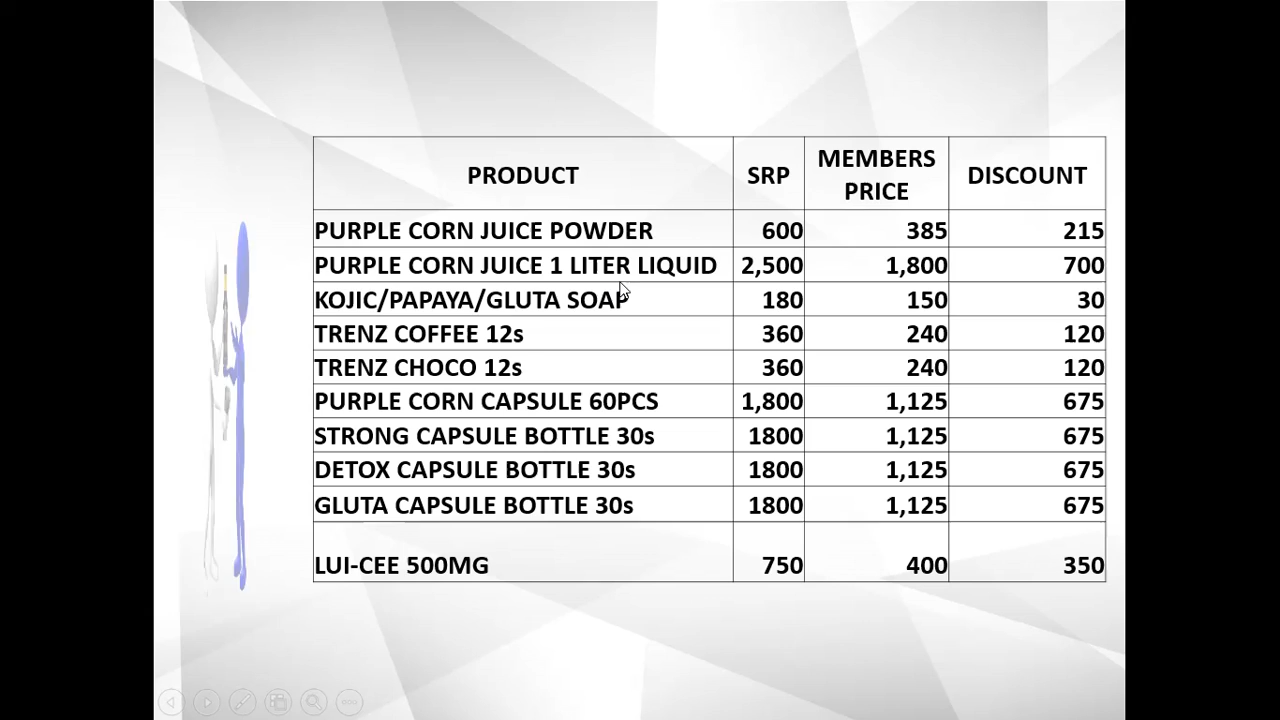 PRODUCT SRP MEMBERS PRICE DISCOUNT
PURPLE CORN JUICE POWDER 600 385 215
PURPLE CORN JUICE 1 LITER LIQUID 2,500 1,800 700
KOJIC/PAPAYA/GLUTA SOAP 180 150 30
TRENZ COFFEE 12s 360 240 120
TRENZ CHOCO 12s 360 240 120
PURPLE CORN CAPSULE 60PCS 1,800 1,125 675
STRONG CAPSULE BOTTLE 30s 1800 1,125 675
DETOX CAPSULE BOTTLE 30s 1800 1,125 675
GLUTA CAPSULE BOTTLE 30s 1800 1,125 675
LUI-CEE 500MG 750 400 350